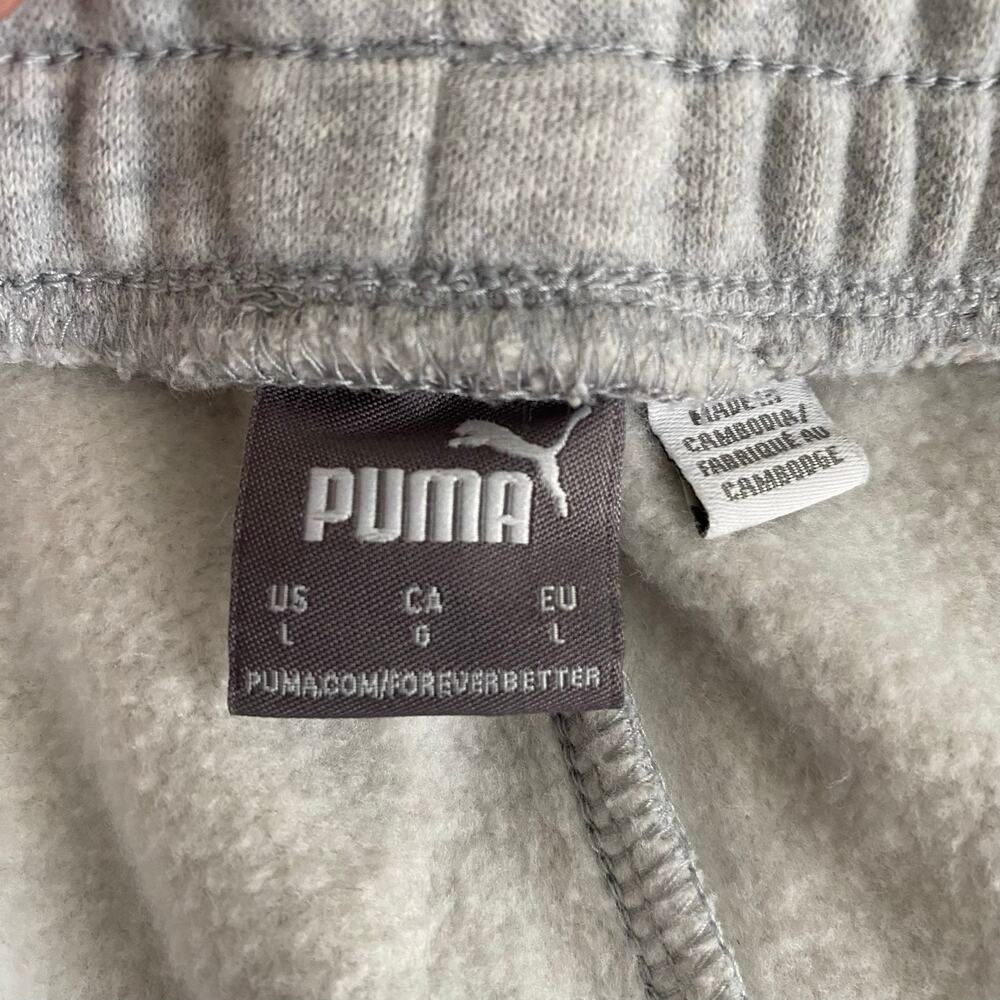 PUMA
US CA EU
L G L
PUMA.COM/FOREVERBETTER
MADE IN
CAMBODIA/
FABRIQUÉ AU
CAMBODGE